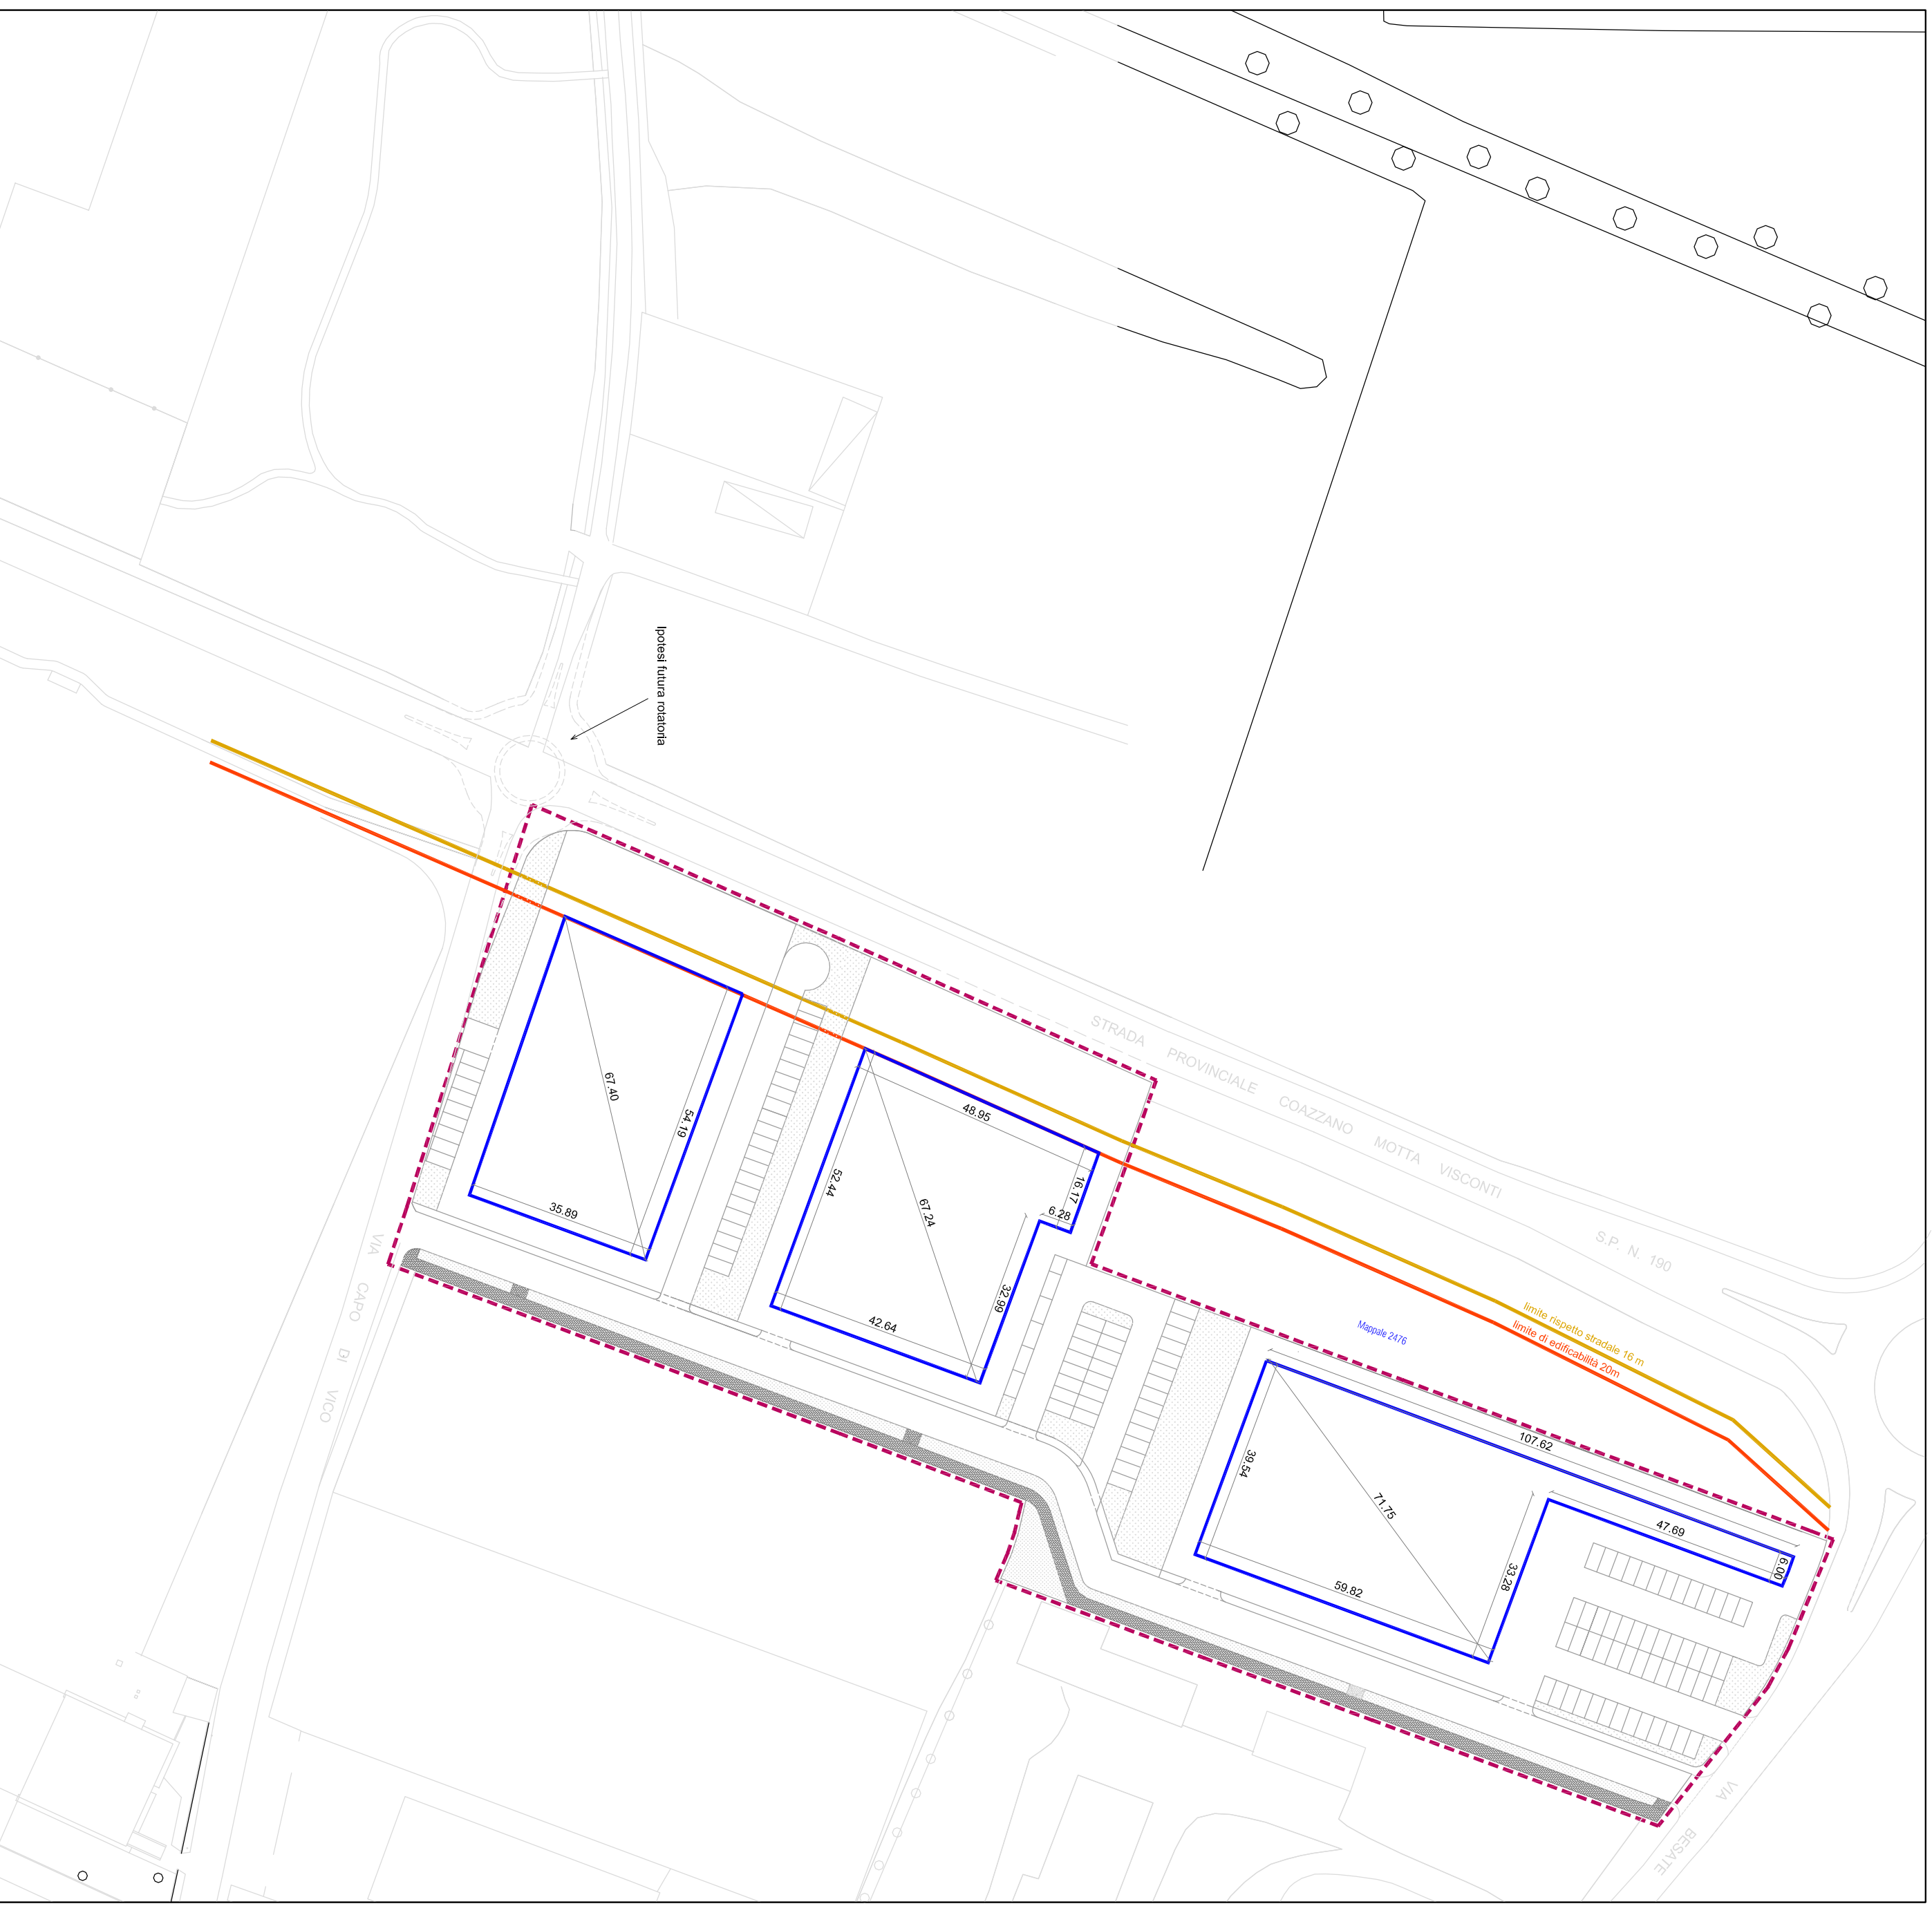 Ipotesi futura rotatoria
STRADA PROVINCIALE COAZZANO MOTTA VISCONTI
S.P. N. 190
67.40
54.19
35.89
48.95
52.44
67.24
16.17
6.28
32.99
42.64
Mappale 2476
limite rispetto stradale 16 m
limite di edificabilità 20m
107.62
39.54
71.75
47.69
6.00
33.28
59.82
VIA CAPO DI VICO
VIA BESATE